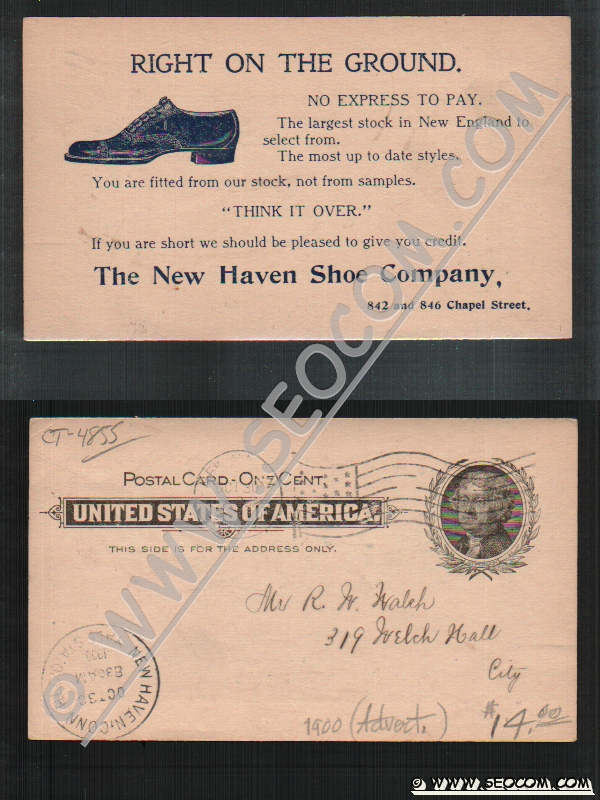 RIGHT ON THE GROUND.
NO EXPRESS TO PAY.
The largest stock in New England to
select from.
The most up to date styles.
You are fitted from our stock, not from samples.
"THINK IT OVER."
If you are short we should be pleased to give you credit.
The New Haven Shoe Company,
842 and 846 Chapel Street.
CT-4855
POSTAL CARD-ONE CENT.
UNITED STATES OF AMERICA.
THIS SIDE IS FOR THE ADDRESS ONLY.
Mr R. W. Walsh
319 Welch Hall
City
NEW HAVEN, CONN
OCT 3
1900 (Advert.)
$14.00
© WWW.SEOCOM.COM
© WWW.SEOCOM.COM